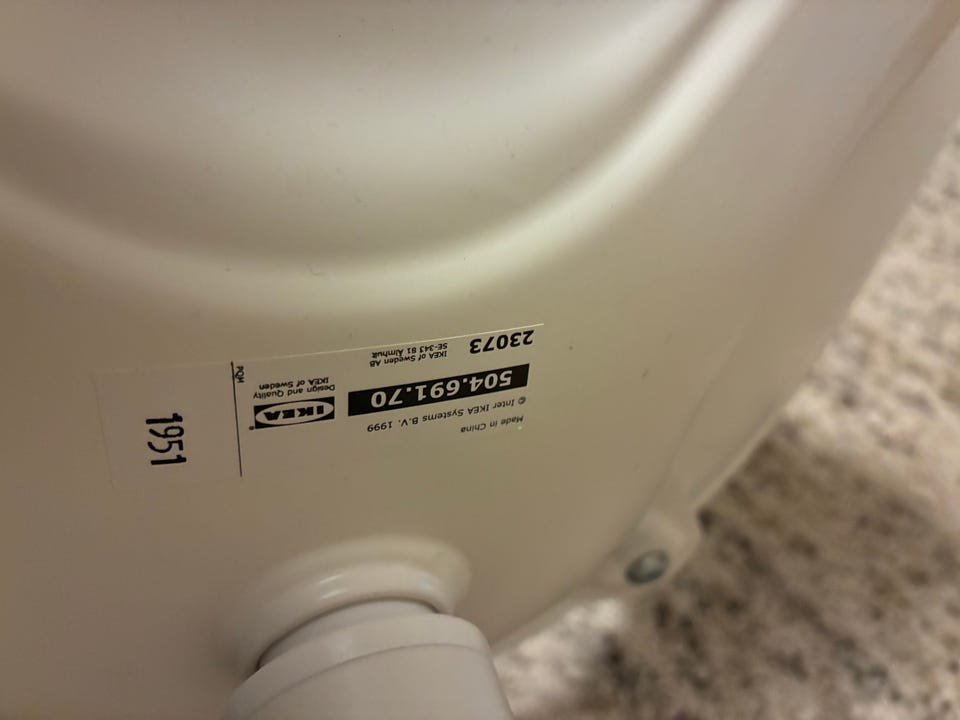 Made in China
© Inter IKEA Systems B.V. 1999
504.691.70
23073
IKEA of Sweden AB
SE-343 81 Älmhult
IKEA®
Design and Quality
IKEA of Sweden
PQM
1951